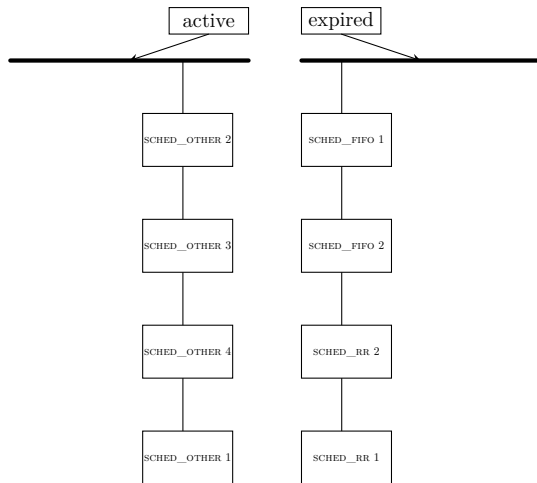 active
expired
SCHED_OTHER 2
SCHED_FIFO 1
SCHED_OTHER 3
SCHED_FIFO 2
SCHED_OTHER 4
SCHED_RR 2
SCHED_OTHER 1
SCHED_RR 1